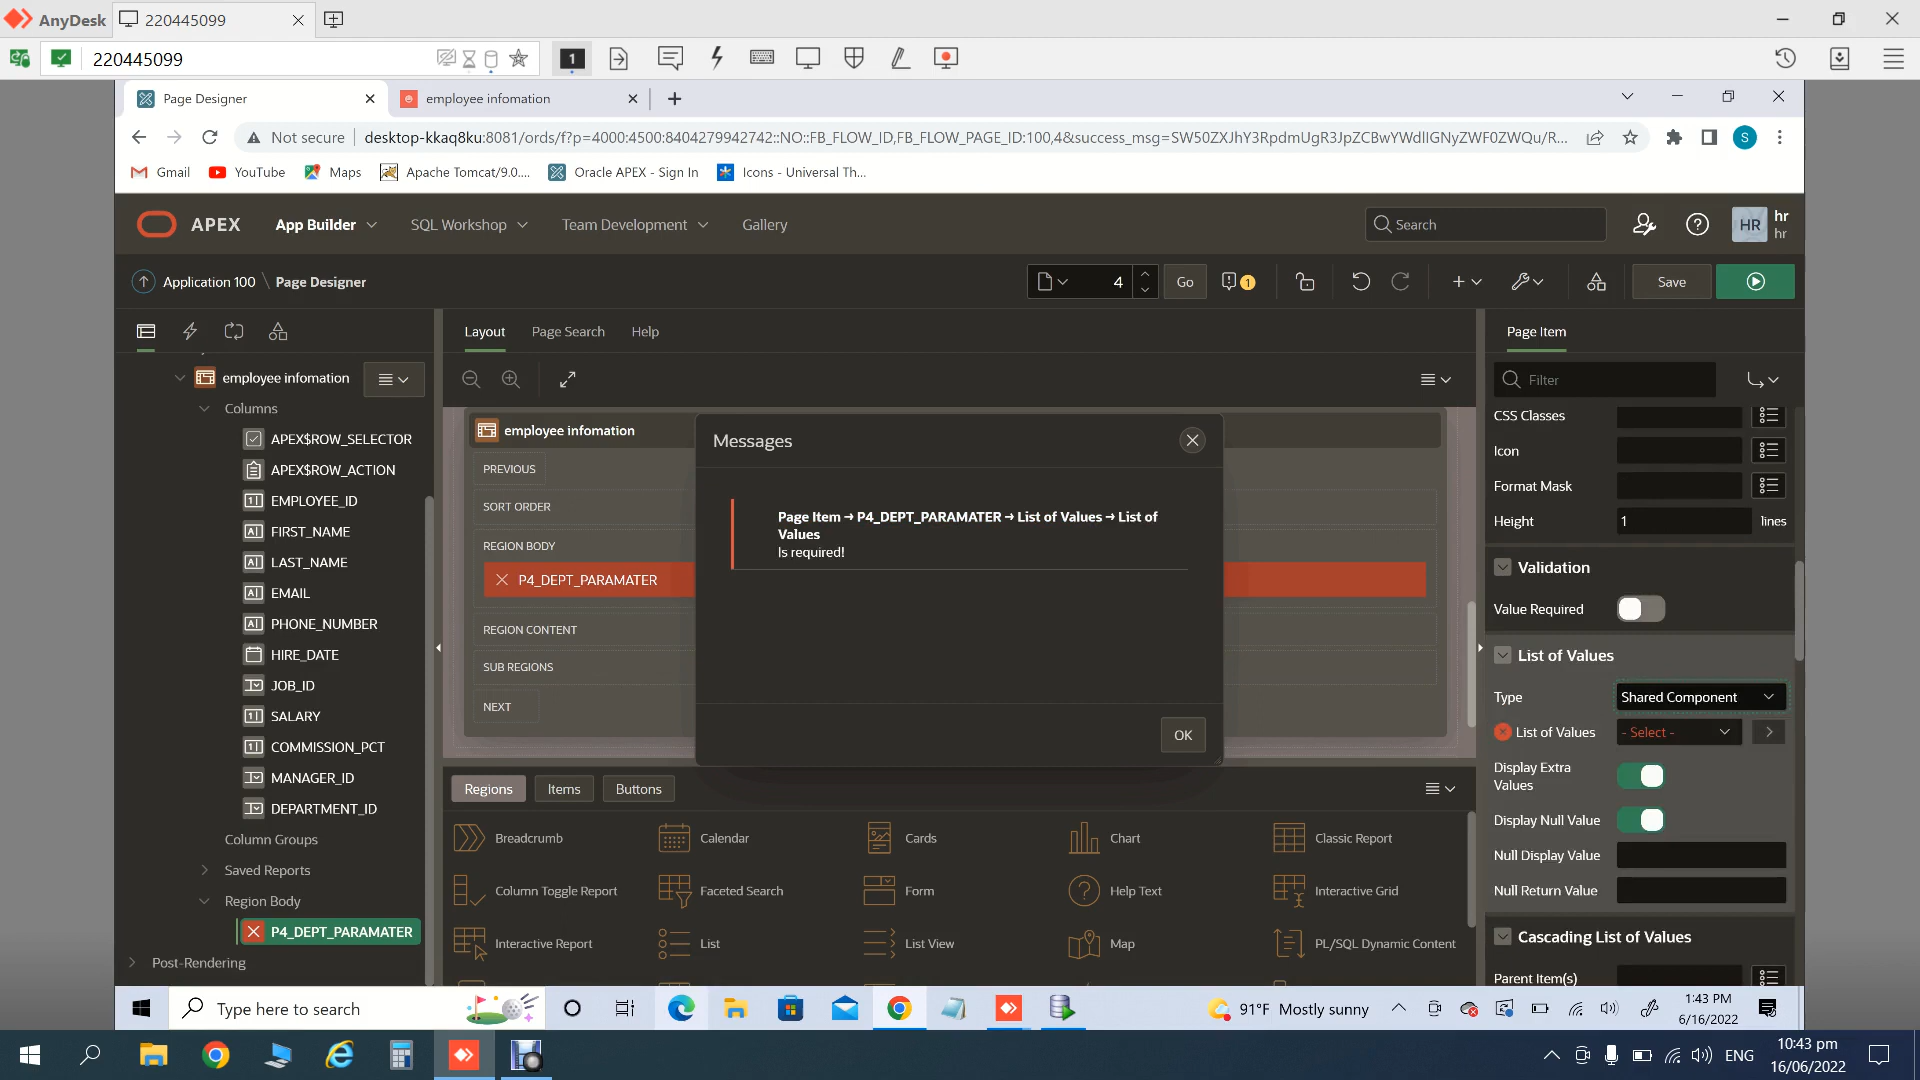 AnyDesk
220445099
220445099
1
Page Designer
employee infomation
Not secure
desktop-kkaq8ku:8081/ords/f?p=4000:4500:8404279942742::NO::FB_FLOW_ID,FB_FLOW_PAGE_ID:100,4&success_msg=SW50ZXJhY3RpdmUgR3JpZCBwYWdlIGNyZWF0ZWQu/R...
S
Gmail
YouTube
Maps
Apache Tomcat/9.0....
Oracle APEX - Sign In
Icons - Universal Th...
APEX
App Builder
SQL Workshop
Team Development
Gallery
Search
HR
hr
hr
Application 100 \ Page Designer
4
Go
1
Save
Layout
Page Search
Help
Page Item
employee infomation
Columns
APEX$ROW_SELECTOR
APEX$ROW_ACTION
EMPLOYEE_ID
FIRST_NAME
LAST_NAME
EMAIL
PHONE_NUMBER
HIRE_DATE
JOB_ID
SALARY
COMMISSION_PCT
MANAGER_ID
DEPARTMENT_ID
Column Groups
Saved Reports
Region Body
P4_DEPT_PARAMATER
Post-Rendering
employee infomation
PREVIOUS
SORT ORDER
REGION BODY
P4_DEPT_PARAMATER
REGION CONTENT
SUB REGIONS
NEXT
Messages
Page Item → P4_DEPT_PARAMATER → List of Values → List of
Values
Is required!
OK
Regions
Items
Buttons
Breadcrumb
Calendar
Cards
Chart
Classic Report
Column Toggle Report
Faceted Search
Form
Help Text
Interactive Grid
Interactive Report
List
List View
Map
PL/SQL Dynamic Content
Filter
CSS Classes
Icon
Format Mask
Height
1
lines
Validation
Value Required
List of Values
Type
Shared Component
List of Values
- Select -
Display Extra
Values
Display Null Value
Null Display Value
Null Return Value
Cascading List of Values
Parent Item(s)
Type here to search
91°F Mostly sunny
1:43 PM
6/16/2022
ENG
10:43 pm
16/06/2022